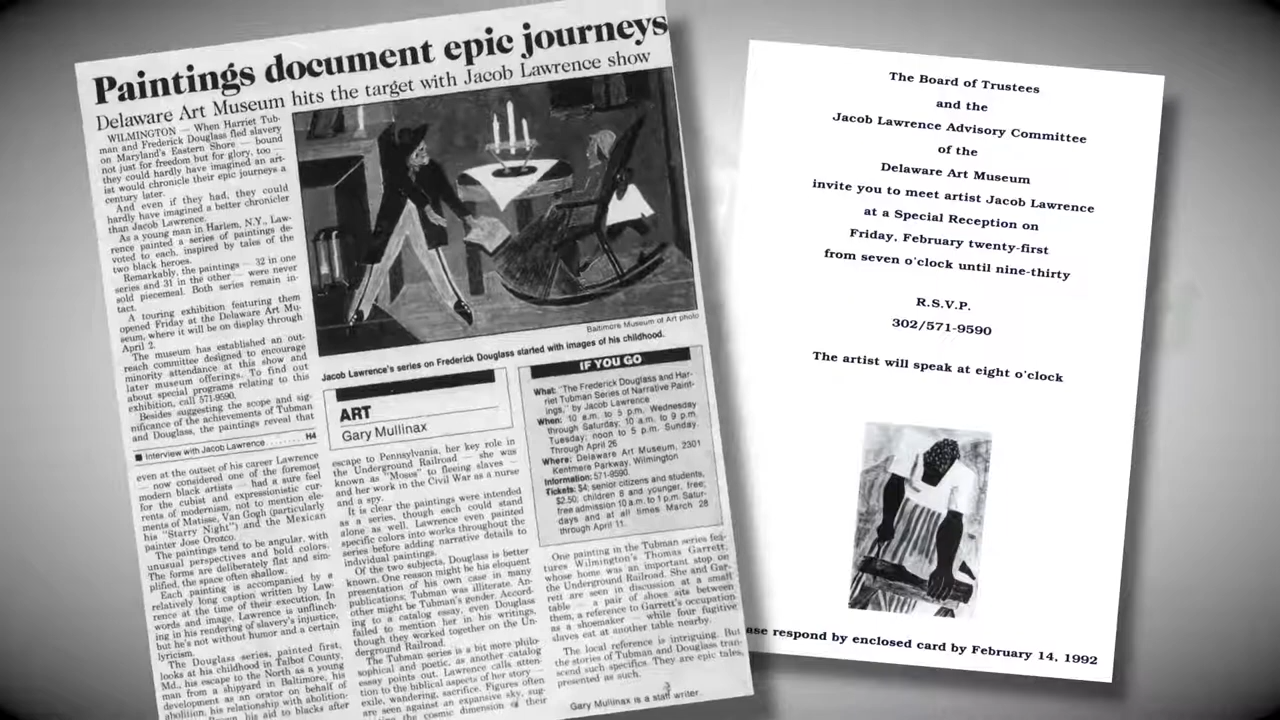 Paintings document epic journeys
Delaware Art Museum hits the target with Jacob Lawrence show
WILMINGTON — When Harriet Tub-
man and Frederick Douglass fled slavery
on Maryland's Eastern Shore — bound
not just for freedom but for glory, too —
they could hardly have imagined an art-
ist would chronicle their epic journeys a
century later.
And even if they had, they could
hardly have imagined a better chronicler
than Jacob Lawrence.
As a young man in Harlem, N.Y., Law-
rence painted a series of paintings de-
voted to each, inspired by tales of the
two black heroes.
Remarkably, the paintings — 32 in one
series and 31 in the other — were never
sold piecemeal. Both series remain in-
tact.
A touring exhibition featuring them
opened Friday at the Delaware Art Mu-
seum, where it will be on display through
April 2.
The museum has established an out-
reach committee designed to encourage
minority attendance at this show and
later museum offerings. To find out
about special programs relating to this
exhibition, call 571-9590.
Besides suggesting the scope and sig-
nificance of the achievements of Tubman
and Douglass, the paintings reveal that
■ Interview with Jacob Lawrence ........ H4
even at the outset of his career Lawrence
— now considered one of the foremost
modern black artists — had a sure feel
for the cubist and expressionistic cur-
rents of modernism, not to mention ele-
ments of Matisse, Van Gogh (particularly
his "Starry Night") and the Mexican
painter Jose Orozco.
The paintings tend to be angular, with
unusual perspectives and bold colors.
The forms are deliberately flat and sim-
plified, the space often shallow.
Each painting is accompanied by a
relatively long caption written by Law-
rence at the time of their execution. In
words and image, Lawrence is unflinch-
ing in his rendering of slavery's injustice,
but he's not without humor and a certain
lyricism.
The Douglass series, painted first,
looks at his childhood in Talbot County,
Md., his escape to the North as a young
man from a shipyard in Baltimore, his
development as an orator on behalf of
abolition, his relationship with abolition-
his aid to blacks after
Baltimore Museum of Art photo
Jacob Lawrence's series on Frederick Douglass started with images of his childhood.
ART
Gary Mullinax
escape to Pennsylvania, her key role in
the Underground Railroad — she was
known as "Moses" to fleeing slaves —
and her work in the Civil War as a nurse
and a spy.
It is clear the paintings were intended
as a series, though each could stand
alone as well. Lawrence even painted
specific colors into works throughout the
series before adding narrative details to
individual paintings.
Of the two subjects, Douglass is better
known. One reason might be his eloquent
presentation of his own case in many
publications. Tubman was illiterate. An-
other might be Tubman's gender. Accord-
ing to a catalog essay, even Douglass
failed to mention her in his writings,
though they worked together on the Un-
derground Railroad.
The Tubman series is a bit more philo-
sophical and poetic, as another catalog
essay points out. Lawrence calls atten-
tion to the biblical aspects of her story —
exile, wandering, sacrifice. Figures often
are seen against an expansive sky, sug-
the cosmic dimension of their
IF YOU GO
What: "The Frederick Douglass and Har-
riet Tubman Series of Narrative Paint-
ings," by Jacob Lawrence
When: 10 a.m. to 5 p.m. Wednesday
through Saturday; 10 a.m. to 9 p.m.
Tuesday; noon to 5 p.m. Sunday.
Through April 26
Where: Delaware Art Museum, 2301
Kentmere Parkway, Wilmington
Information: 571-9590.
Tickets: $4; senior citizens and students,
$2.50; children 8 and younger, free;
free admission 10 a.m. to 1 p.m. Satur-
days and at all times March 28
through April 11.
One painting in the Tubman series fea-
tures Wilmington's Thomas Garrett,
whose home was an important stop on
the Underground Railroad. She and Gar-
rett are seen in discussion at a small
table — a pair of shoes sits between
them, a reference to Garrett's occupation
as a shoemaker — while four fugitive
slaves eat at another table nearby.
The local reference is intriguing. But
the stories of Tubman and Douglass tran-
scend such specifics. They are epic tales,
presented as such.
Gary Mullinax is a staff writer.
The Board of Trustees
and the
Jacob Lawrence Advisory Committee
of the
Delaware Art Museum
invite you to meet artist Jacob Lawrence
at a Special Reception on
Friday, February twenty-first
from seven o'clock until nine-thirty
R.S.V.P.
302/571-9590
The artist will speak at eight o'clock
ase respond by enclosed card by February 14, 1992